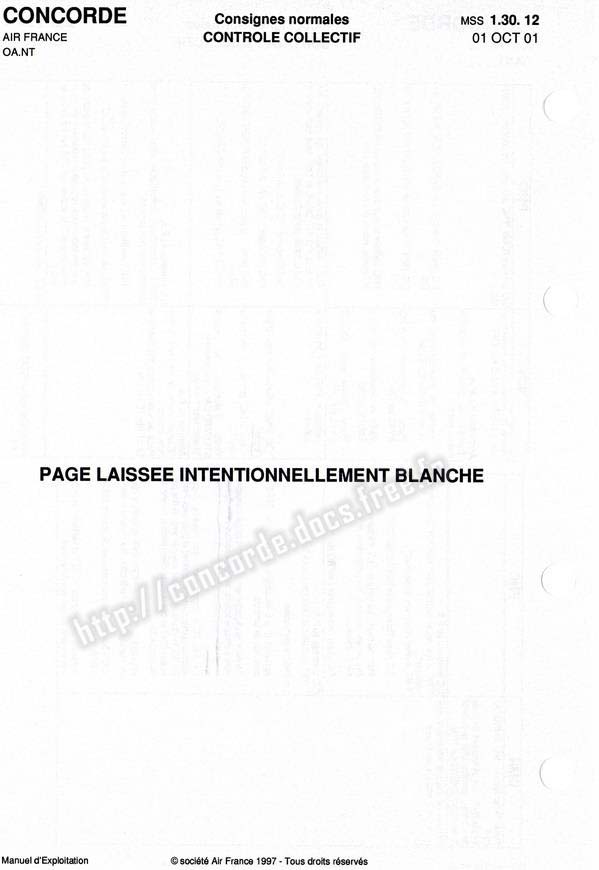 CONCORDE
AIR FRANCE
OA.NT
Consignes normales
CONTROLE COLLECTIF
MSS 1.30. 12
01 OCT 01
PAGE LAISSEE INTENTIONNELLEMENT BLANCHE
http://concorde.docs.free.fr
Manuel d'Exploitation
© société Air France 1997 - Tous droits réservés